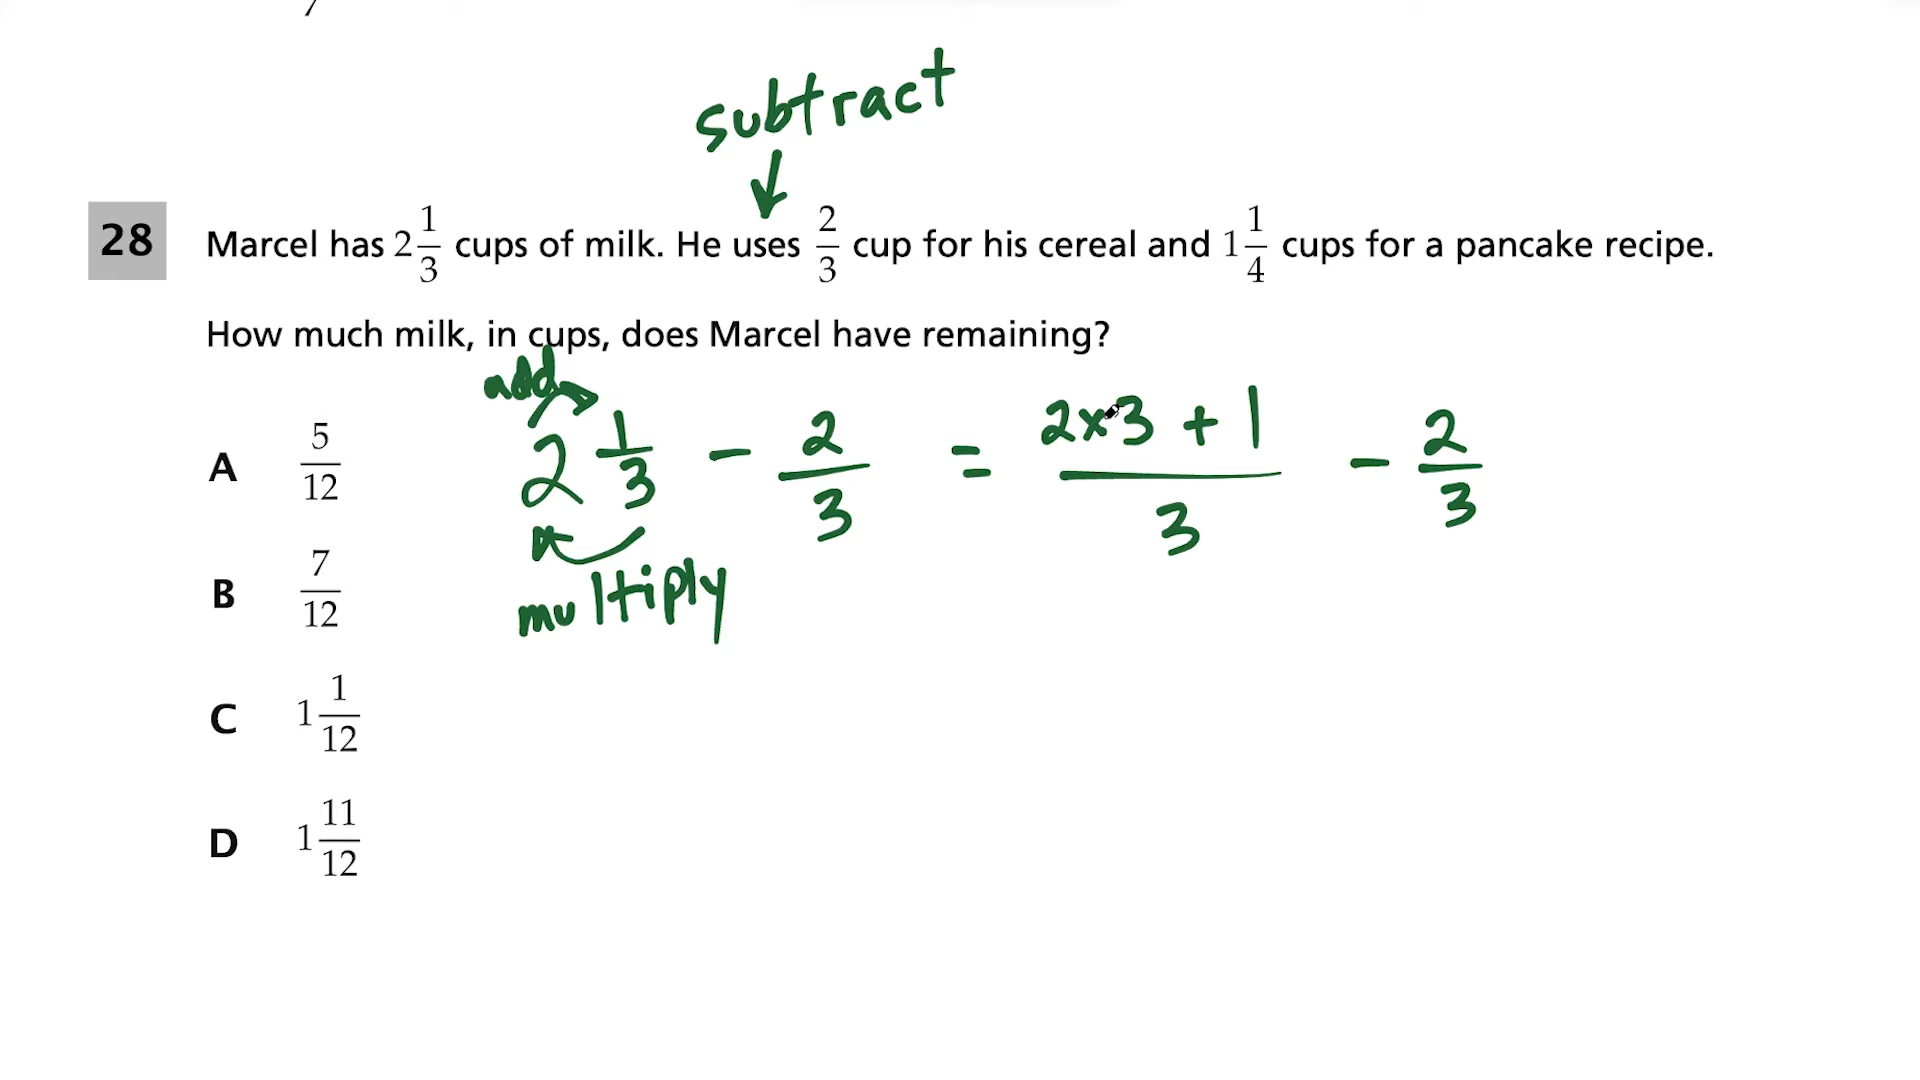 subtract
28 Marcel has 2 1/3 cups of milk. He uses 2/3 cup for his cereal and 1 1/4 cups for a pancake recipe.
How much milk, in cups, does Marcel have remaining?
add
2 1/3 - 2/3 = (2x3 + 1)/3 - 2/3
multiply
A 5/12
B 7/12
C 1 1/12
D 1 11/12